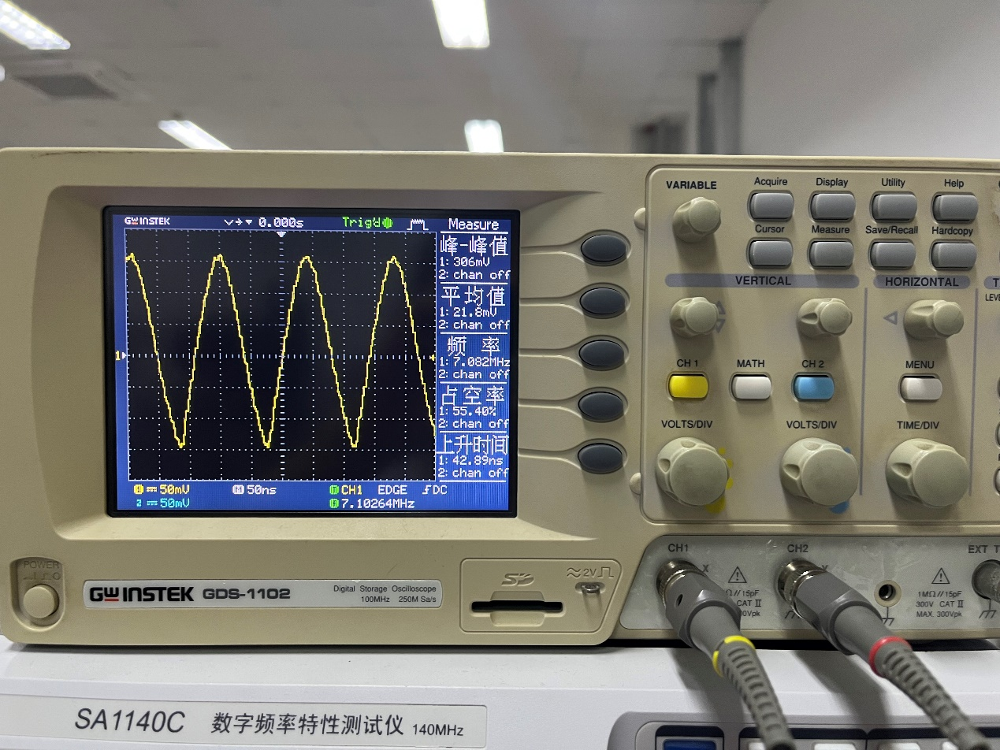 GWINSTEK
0.000s
Trig'd
Measure
峰-峰值
1: 306mV
2: chan off
平均值
1: 21.8mV
2: chan off
频 率
1: 7.082MHz
2: chan off
占空率
1: 55.40%
2: chan off
上升时间
1: 42.89ns
2: chan off
1
1 50mV
M 50ns
CH1 EDGE DC
2 50mV
7.10264MHz
VARIABLE
Acquire Display Utility Help
Cursor Measure Save/Recall Hardcopy
VERTICAL
HORIZONTAL
LEVE
CH 1 MATH CH 2 MENU
VOLTS/DIV VOLTS/DIV TIME/DIV
CH1 CH2 EXT T
X Y
Ω//15pF
CAT II
0Vpk
1MΩ//15pF
300V CAT II
MAX. 300Vpk
POWER
GWINSTEK GDS-1102
Digital Storage Oscilloscope
100MHz 250M Sa/s
SD
≈2V
SA1140C 数字频率特性测试仪 140MHz